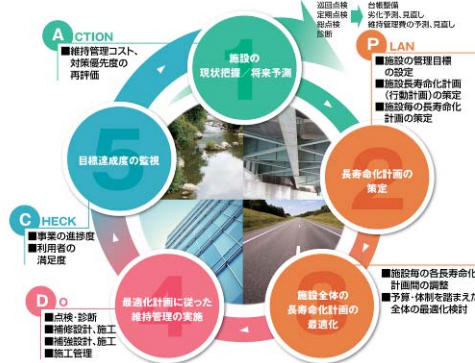 巡回点検
定期点検
総点検
診断
台帳整備
劣化予測、見直し
維持管理費の予測、見直し
ACTION
■維持管理コスト、
対策優先度の
再評価
1
施設の
現状把握／将来予測
PLAN
■施設の管理目標
の設定
■施設長寿命化計画
(行動計画)の策定
■施設毎の長寿命化
計画の策定
2
長寿命化計画の
策定
5
目標達成度の監視
CHECK
■事業の進捗度
■利用者の
満足度
3
施設全体の
長寿命化計画の
最適化
■施設毎の各長寿命化
計画間の調整
■予算・体制を踏まえた
全体の最適化検討
4
最適化計画に従った
維持管理の実施
DO
■点検・診断
■補修設計、施工
■補強設計、施工
■施工管理